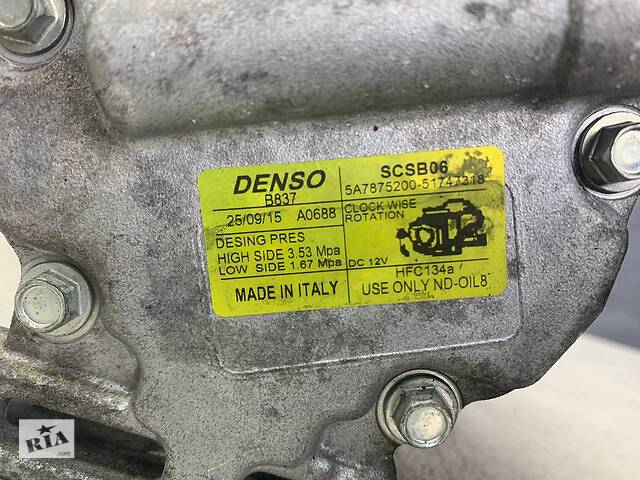 DENSO
B837
25/09/15 A0688
DESING PRES
HIGH SIDE 3.53 Mpa
LOW SIDE 1.67 Mpa
MADE IN ITALY
SCSB06
5A7875200-51747318
CLOCK WISE
ROTATION
DC 12V
HFC134a
USE ONLY ND-OIL8
RIA
.com